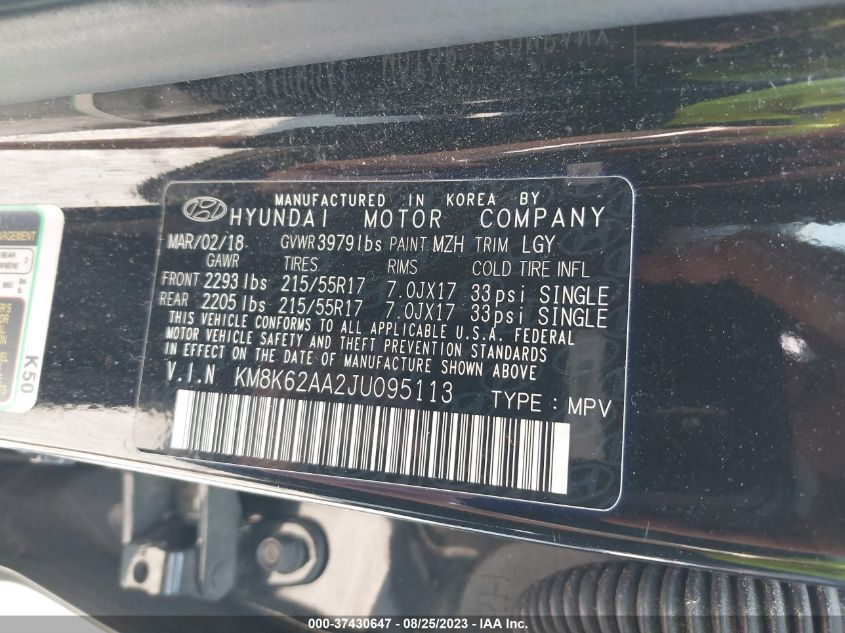 MANUFACTURED IN KOREA BY
HYUNDAI MOTOR COMPANY
MAR/02/18 GVWR3979lbs PAINT MZH TRIM LGY
GAWR TIRES RIMS COLD TIRE INFL
FRONT 2293 lbs 215/55R17 7.0JX17 33psi SINGLE
REAR 2205 lbs 215/55R17 7.0JX17 33psi SINGLE
THIS VEHICLE CONFORMS TO ALL APPLICABLE U.S.A. FEDERAL
MOTOR VEHICLE SAFETY AND THEFT PREVENTION STANDARDS
IN EFFECT ON THE DATE OF MANUFACTURE SHOWN ABOVE
V.I.N KM8K62AA2JU095113 TYPE : MPV
REAR
K50
000-37430647 - 08/25/2023 - IAA Inc.